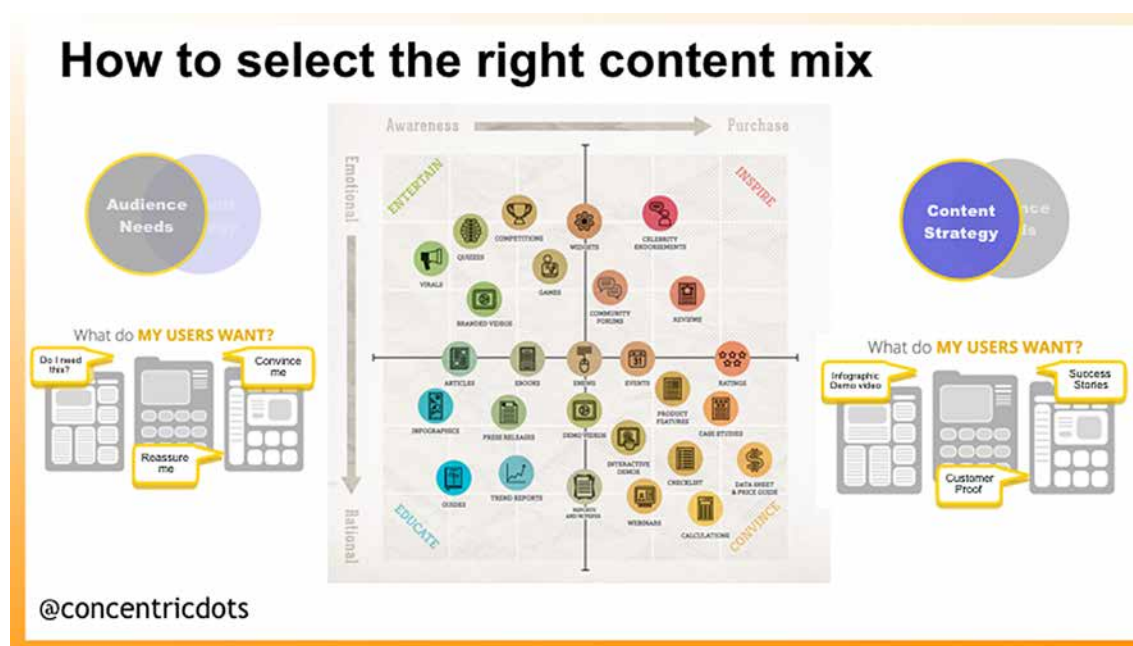 How to select the right content mix
Awareness
Purchase
Emotional
Rational
ENTERTAIN
INSPIRE
EDUCATE
CONVINCE
COMPETITIONS
WIDGETS
CELEBRITY
ENDORSEMENTS
QUIZZES
VIRALS
GAMES
COMMUNITY
FORUMS
REVIEWS
BRANDED VIDEOS
ARTICLES
EBOOKS
ENEWS
31
EVENTS
RATINGS
INFOGRAPHICS
PRESS RELEASES
DEMO VIDEOS
PRODUCT
FEATURES
CASE STUDIES
INTERACTIVE
DEMOS
CHECKLIST
DATA SHEET
& PRICE GUIDE
GUIDES
TREND REPORTS
WEBINARS
CALCULATIONS
Audience
Needs
What do MY USERS WANT?
Do I need
this?
Convince
me
Reassure
me
Content
Strategy
What do MY USERS WANT?
Infographic
Demo video
Success
Stories
Customer
Proof
@concentricdots